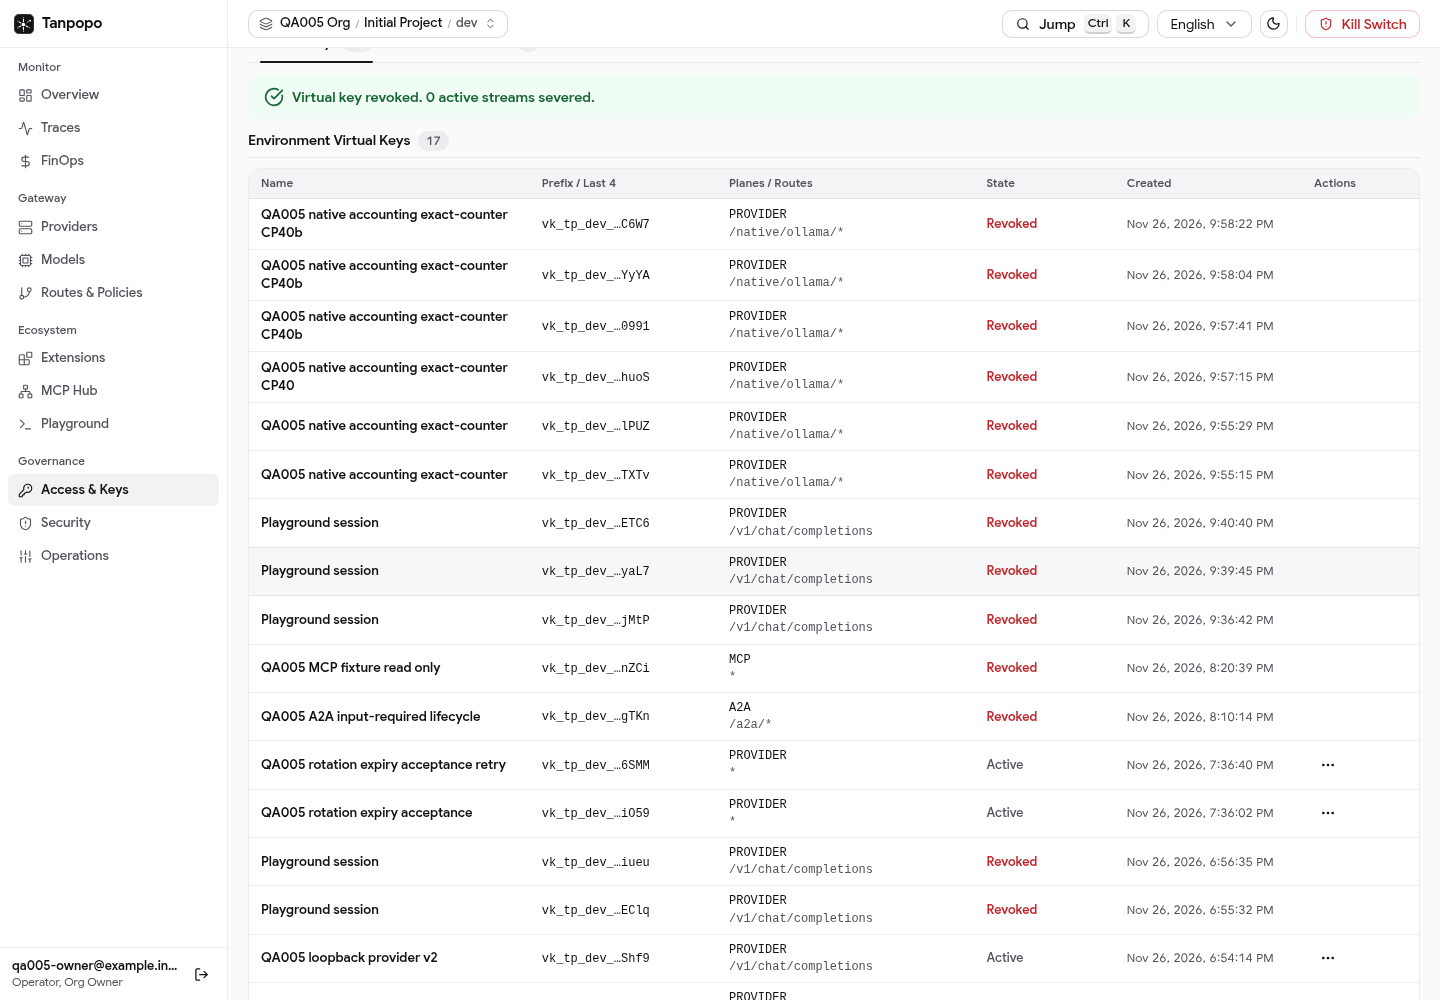 Tanpopo
QA005 Org / Initial Project / dev
Jump Ctrl K
English
Kill Switch
Monitor
Overview
Traces
FinOps
Gateway
Providers
Models
Routes & Policies
Ecosystem
Extensions
MCP Hub
Playground
Governance
Access & Keys
Security
Operations
qa005-owner@example.in...
Operator, Org Owner
Virtual key revoked. 0 active streams severed.
Environment Virtual Keys 17
Name Prefix / Last 4 Planes / Routes State Created Actions
QA005 native accounting exact-counter CP40b vk_tp_dev_…C6W7 PROVIDER /native/ollama/* Revoked Nov 26, 2026, 9:58:22 PM
QA005 native accounting exact-counter CP40b vk_tp_dev_…YyYA PROVIDER /native/ollama/* Revoked Nov 26, 2026, 9:58:04 PM
QA005 native accounting exact-counter CP40b vk_tp_dev_…0991 PROVIDER /native/ollama/* Revoked Nov 26, 2026, 9:57:41 PM
QA005 native accounting exact-counter CP40 vk_tp_dev_…huoS PROVIDER /native/ollama/* Revoked Nov 26, 2026, 9:57:15 PM
QA005 native accounting exact-counter vk_tp_dev_…lPUZ PROVIDER /native/ollama/* Revoked Nov 26, 2026, 9:55:29 PM
QA005 native accounting exact-counter vk_tp_dev_…TXTv PROVIDER /native/ollama/* Revoked Nov 26, 2026, 9:55:15 PM
Playground session vk_tp_dev_…ETC6 PROVIDER /v1/chat/completions Revoked Nov 26, 2026, 9:40:40 PM
Playground session vk_tp_dev_…yaL7 PROVIDER /v1/chat/completions Revoked Nov 26, 2026, 9:39:45 PM
Playground session vk_tp_dev_…jMtP PROVIDER /v1/chat/completions Revoked Nov 26, 2026, 9:36:42 PM
QA005 MCP fixture read only vk_tp_dev_…nZCi MCP * Revoked Nov 26, 2026, 8:20:39 PM
QA005 A2A input-required lifecycle vk_tp_dev_…gTKn A2A /a2a/* Revoked Nov 26, 2026, 8:10:14 PM
QA005 rotation expiry acceptance retry vk_tp_dev_…6SMM PROVIDER * Active Nov 26, 2026, 7:36:40 PM
QA005 rotation expiry acceptance vk_tp_dev_…iO59 PROVIDER * Active Nov 26, 2026, 7:36:02 PM
Playground session vk_tp_dev_…iueu PROVIDER /v1/chat/completions Revoked Nov 26, 2026, 6:56:35 PM
Playground session vk_tp_dev_…EClq PROVIDER /v1/chat/completions Revoked Nov 26, 2026, 6:55:32 PM
QA005 loopback provider v2 vk_tp_dev_…Shf9 PROVIDER /v1/chat/completions Active Nov 26, 2026, 6:54:14 PM
PROVIDER